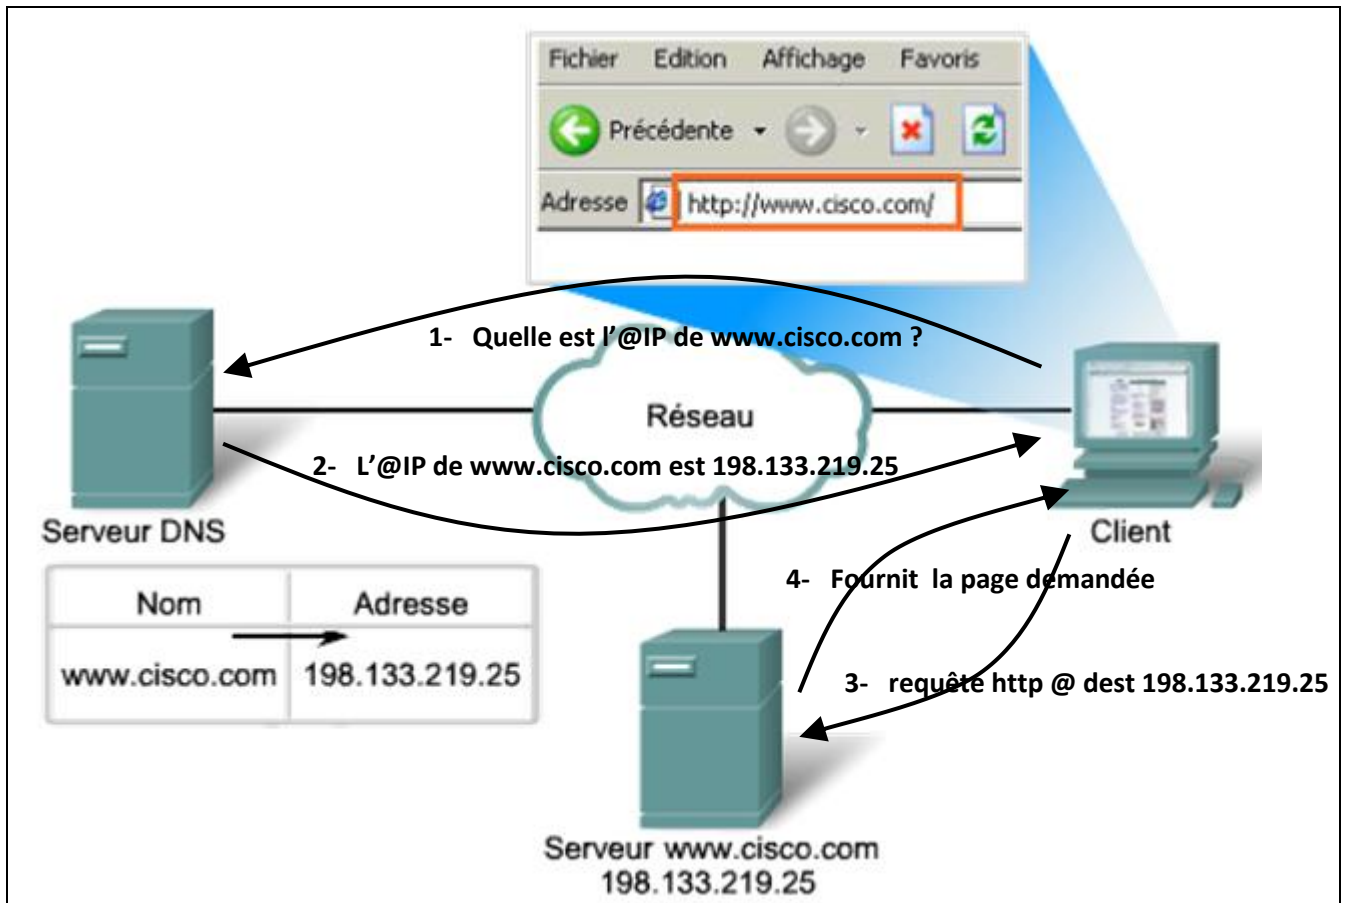 Fichier Edition Affichage Favoris
Précédente
Adresse http://www.cisco.com/
1- Quelle est l’@IP de www.cisco.com ?
Réseau
2- L’@IP de www.cisco.com est 198.133.219.25
Serveur DNS
Client
Nom Adresse
www.cisco.com 198.133.219.25
4- Fournit la page demandée
3- requête http @ dest 198.133.219.25
Serveur www.cisco.com
198.133.219.25